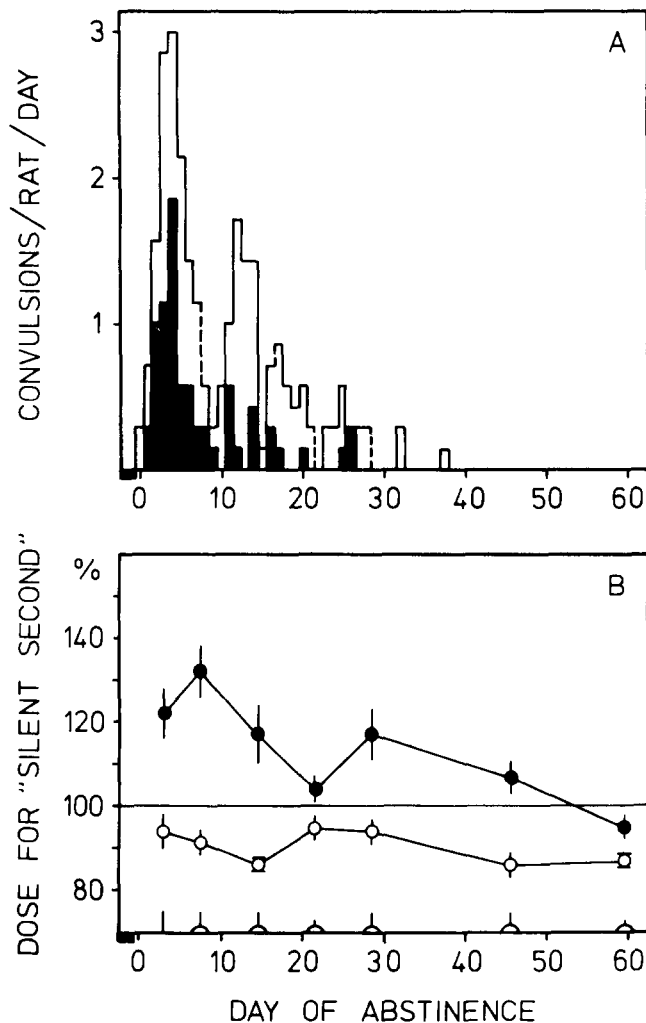 A
CONVULSIONS/RAT/DAY
3
2
1
0 10 20 30 40 50 60
B
DOSE FOR "SILENT SECOND"
%
140
120
100
80
0 10 20 30 40 50 60
DAY OF ABSTINENCE